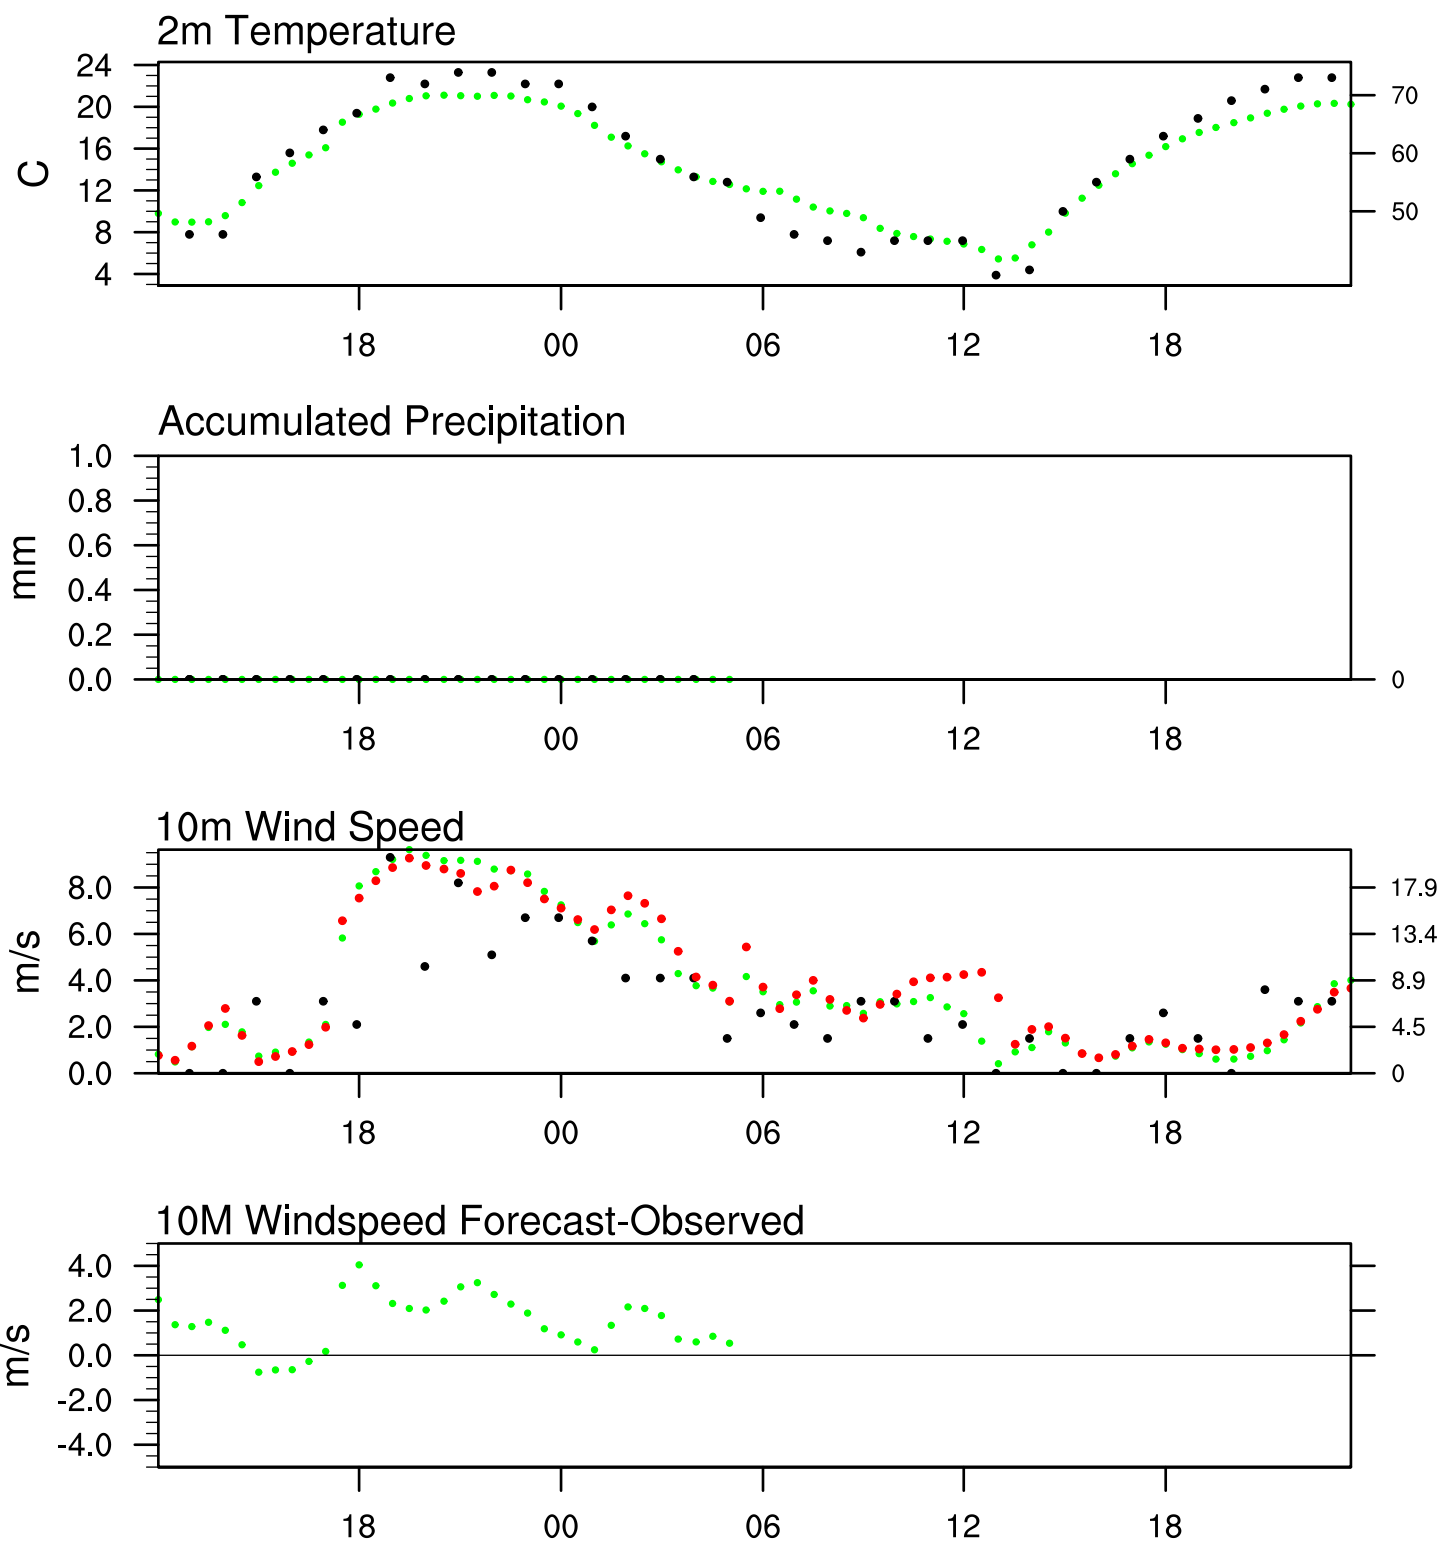 2m Temperature
24
20
16
12
8
4
C
70
60
50
18 00 06 12 18
Accumulated Precipitation
1.0
0.8
0.6
0.4
0.2
0.0
mm
0
18 00 06 12 18
10m Wind Speed
8.0
6.0
4.0
2.0
0.0
m/s
17.9
13.4
8.9
4.5
0
18 00 06 12 18
10M Windspeed Forecast-Observed
4.0
2.0
0.0
-2.0
-4.0
m/s
18 00 06 12 18